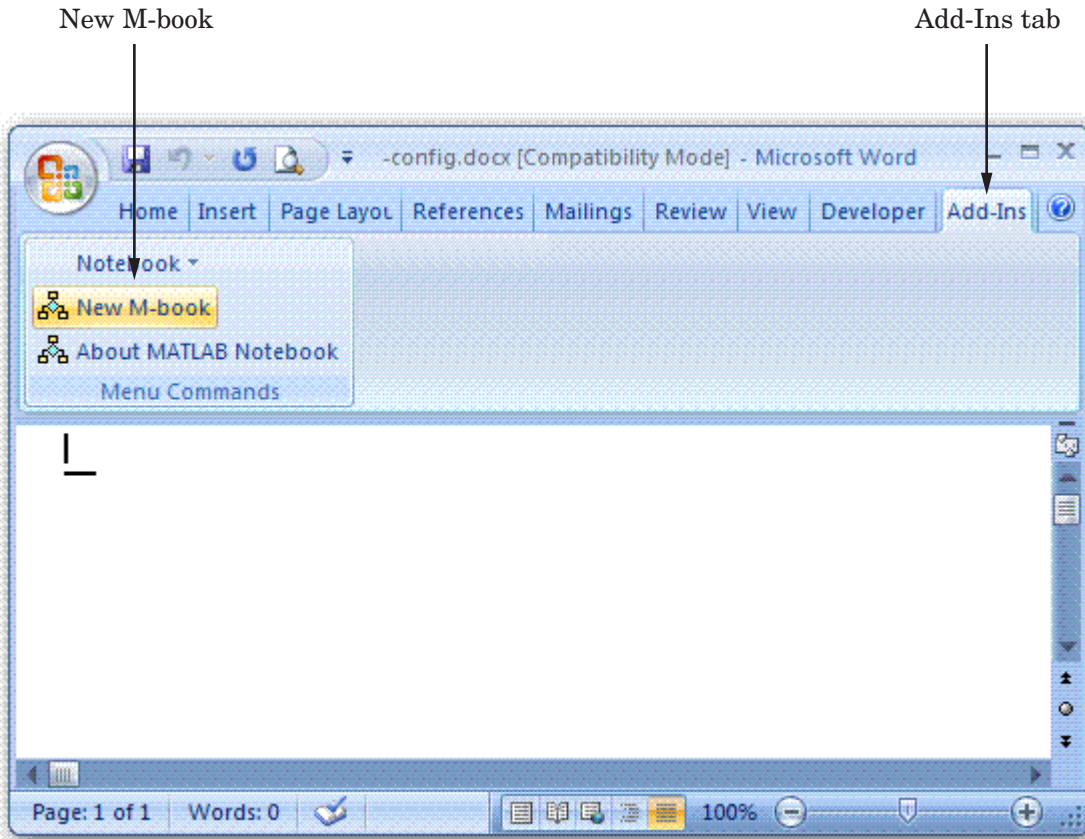 New M-book Add-Ins tab
-config.docx [Compatibility Mode] - Microsoft Word
Home Insert Page Layou References Mailings Review View Developer Add-Ins
Notebook
New M-book
About MATLAB Notebook
Menu Commands
Page: 1 of 1 Words: 0 100%